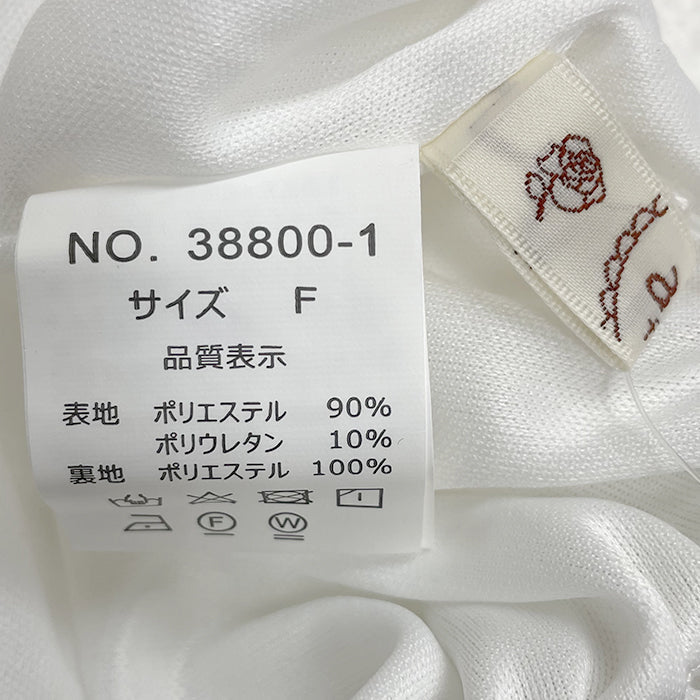 NO. 38800-1
サイズ F
品質表示
表地 ポリエステル 90%
ポリウレタン 10%
裏地 ポリエステル 100%
F W